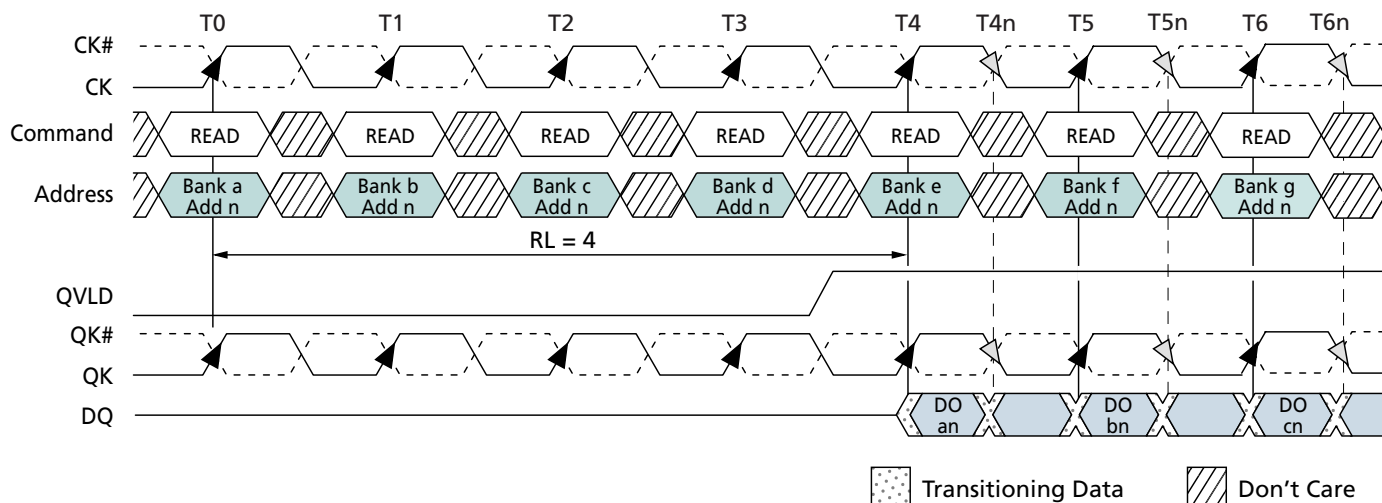 T0 T1 T2 T3 T4 T4n T5 T5n T6 T6n
CK#
CK
Command READ READ READ READ READ READ READ
Address Bank a Add n Bank b Add n Bank c Add n Bank d Add n Bank e Add n Bank f Add n Bank g Add n
RL = 4
QVLD
QK#
QK
DQ DO an DO bn DO cn
Transitioning Data Don't Care